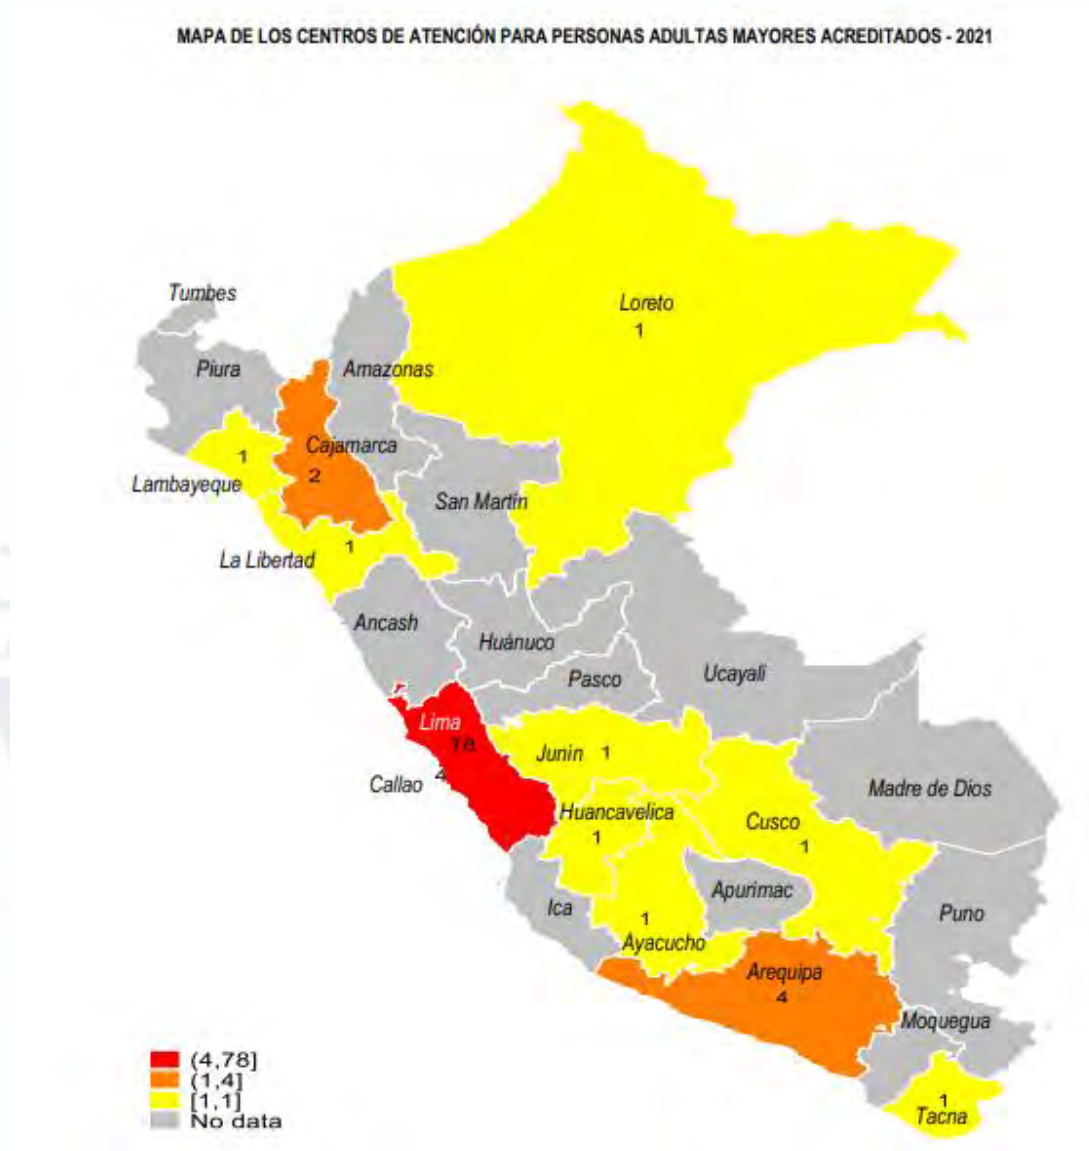 MAPA DE LOS CENTROS DE ATENCIÓN PARA PERSONAS ADULTAS MAYORES ACREDITADOS - 2021
Tumbes
Loreto
1
Piura
Amazonas
Cajamarca
2
1
Lambayeque
San Martín
1
La Libertad
Ancash
Huánuco
Pasco
Ucayali
Lima
78
Junín 1
Callao 4
Madre de Dios
Huancavelica
1
Cusco
1
Apurimac
Ica
1
Ayacucho
Puno
Arequipa
4
Moquegua
1
Tacna
(4,78]
(1,4]
[1,1]
No data